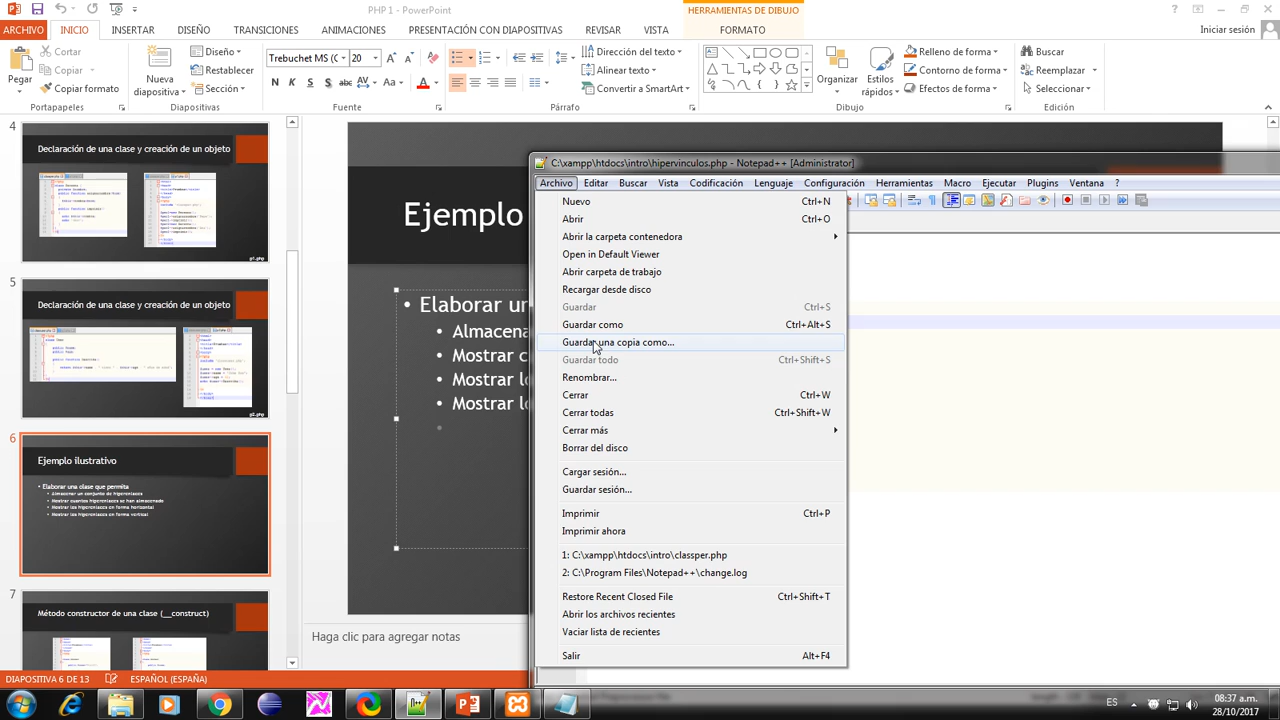 PHP 1 - PowerPoint
HERRAMIENTAS DE DIBUJO
ARCHIVO INICIO INSERTAR DISEÑO TRANSICIONES ANIMACIONES PRESENTACIÓN CON DIAPOSITIVAS REVISAR VISTA FORMATO
Iniciar sesión
Pegar
Cortar
Copiar
Copiar formato
Portapapeles
Nueva diapositiva
Diseño
Restablecer
Sección
Diapositivas
Trebuchet MS (C 20
N K S S abc AV Aa A
Fuente
Dirección del texto
Alinear texto
Convertir a SmartArt
Párrafo
Organizar
Estilos rápidos
Relleno de forma
Contorno de forma
Efectos de forma
Dibujo
Buscar
Reemplazar
Seleccionar
Edición
4
Declaración de una clase y creación de un objeto
p1.php
5
Declaración de una clase y creación de un objeto
p2.php
6
Ejemplo ilustrativo
Elaborar una clase que permita
Almacenar un conjunto de hiperenlaces
Mostrar cuantos hiperenlaces se han almacenado
Mostrar los hiperenlaces en forma horizontal
Mostrar los hiperenlaces en forma vertical
7
Método constructor de una clase (__construct)
Ejemplo
• Elaborar un
• Almacena
• Mostrar c
• Mostrar lo
• Mostrar lo
Haga clic para agregar notas
C:\xampp\htdocs\intro\hipervinculos.php - Notepad++ [Administrator]
Archivo Editar Buscar Vista Codificación Lenguaje Configuración Herramientas Macro Ejecutar Plugins Ventana ?
Nuevo Ctrl+N
Abrir Ctrl+O
Abrir la carpeta contenedora
Open in Default Viewer
Abrir carpeta de trabajo
Recargar desde disco
Guardar Ctrl+S
Guardar como Ctrl+Alt+S
Guardar una copia como...
Guardar todo Ctrl+Shift+S
Renombrar...
Cerrar Ctrl+W
Cerrar todas Ctrl+Shift+W
Cerrar más
Borrar del disco
Cargar sesión...
Guardar sesión...
Imprimir Ctrl+P
Imprimir ahora
1: C:\xampp\htdocs\intro\classper.php
2: C:\Program Files\Notepad++\change.log
Restore Recent Closed File Ctrl+Shift+T
Abrir los archivos recientes
Vaciar lista de recientes
Salir Alt+F4
DIAPOSITIVA 6 DE 13 ESPAÑOL (ESPAÑA)
ES
08:37 a.m.
28/10/2017